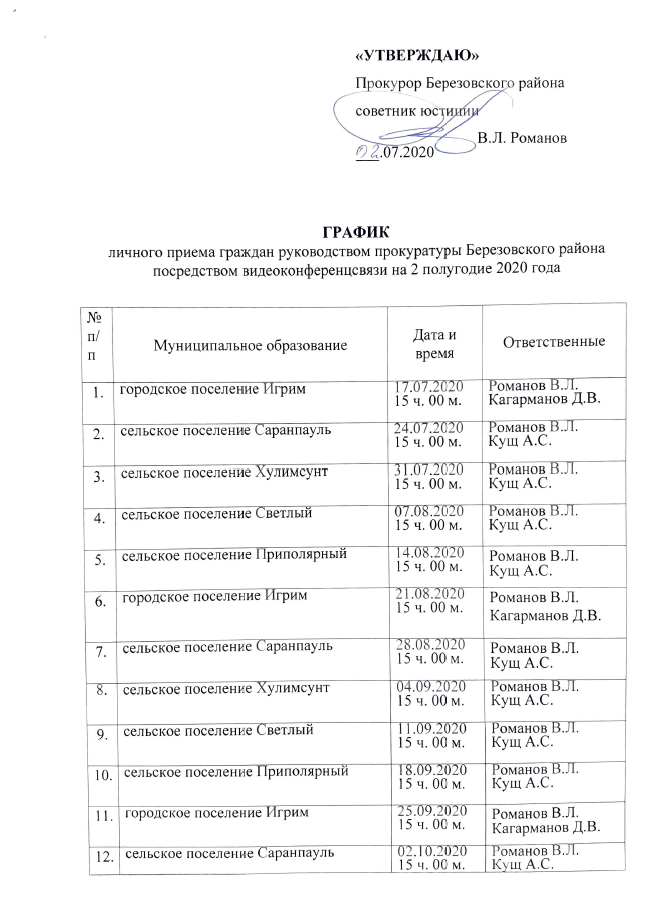 «УТВЕРЖДАЮ»
Прокурор Березовского района
советник юстиции
В.Л. Романов
02.07.2020
ГРАФИК
личного приема граждан руководством прокуратуры Березовского района
посредством видеоконференцсвязи на 2 полугодие 2020 года
№
п/
п
Муниципальное образование
Дата и
время
Ответственные
1. городское поселение Игрим 17.07.2020 Романов В.Л.
15 ч. 00 м. Кагарманов Д.В.
2. сельское поселение Саранпауль 24.07.2020 Романов В.Л.
15 ч. 00 м. Кущ А.С.
3. сельское поселение Хулимсунт 31.07.2020 Романов В.Л.
15 ч. 00 м. Кущ А.С.
4. сельское поселение Светлый 07.08.2020 Романов В.Л.
15 ч. 00 м. Кущ А.С.
5. сельское поселение Приполярный 14.08.2020 Романов В.Л.
15 ч. 00 м. Кущ А.С.
6. городское поселение Игрим 21.08.2020 Романов В.Л.
15 ч. 00 м. Кагарманов Д.В.
7. сельское поселение Саранпауль 28.08.2020 Романов В.Л.
15 ч. 00 м. Кущ А.С.
8. сельское поселение Хулимсунт 04.09.2020 Романов В.Л.
15 ч. 00 м. Кущ А.С.
9. сельское поселение Светлый 11.09.2020 Романов В.Л.
15 ч. 00 м. Кущ А.С.
10. сельское поселение Приполярный 18.09.2020 Романов В.Л.
15 ч. 00 м. Кущ А.С.
11. городское поселение Игрим 25.09.2020 Романов В.Л.
15 ч. 00 м. Кагарманов Д.В.
12. сельское поселение Саранпауль 02.10.2020 Романов В.Л.
15 ч. 00 м. Кущ А.С.